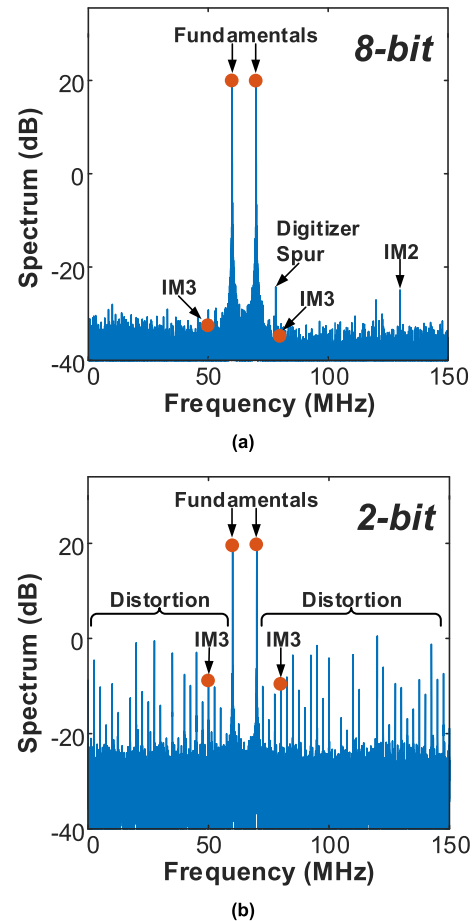 Fundamentals
8-bit
20
0
-20
-40
Spectrum (dB)
Digitizer
Spur
IM2
IM3
IM3
0 50 100 150
Frequency (MHz)
(a)
Fundamentals
2-bit
20
0
-20
-40
Spectrum (dB)
Distortion
Distortion
IM3
IM3
0 50 100 150
Frequency (MHz)
(b)